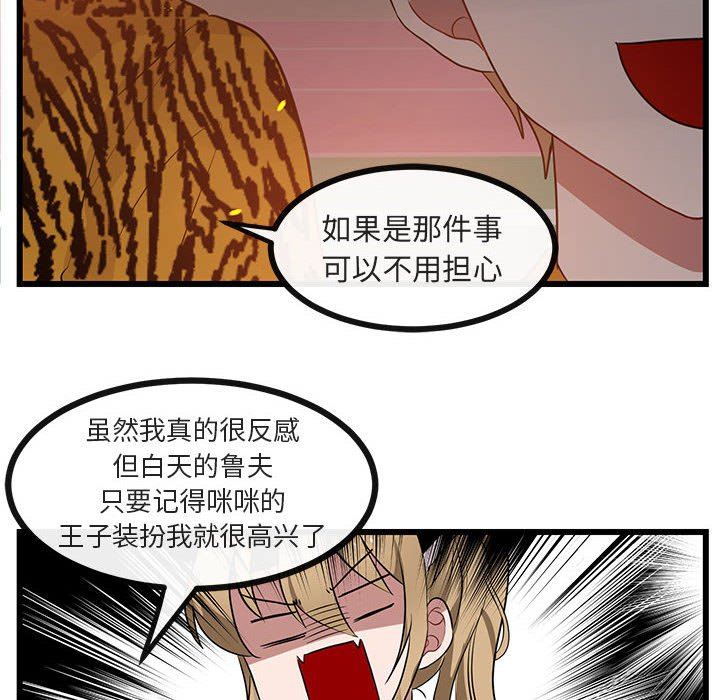 如果是那件事
可以不用担心
虽然我真的很反感
但白天的鲁夫
只要记得咪咪的
王子装扮我就很高兴了